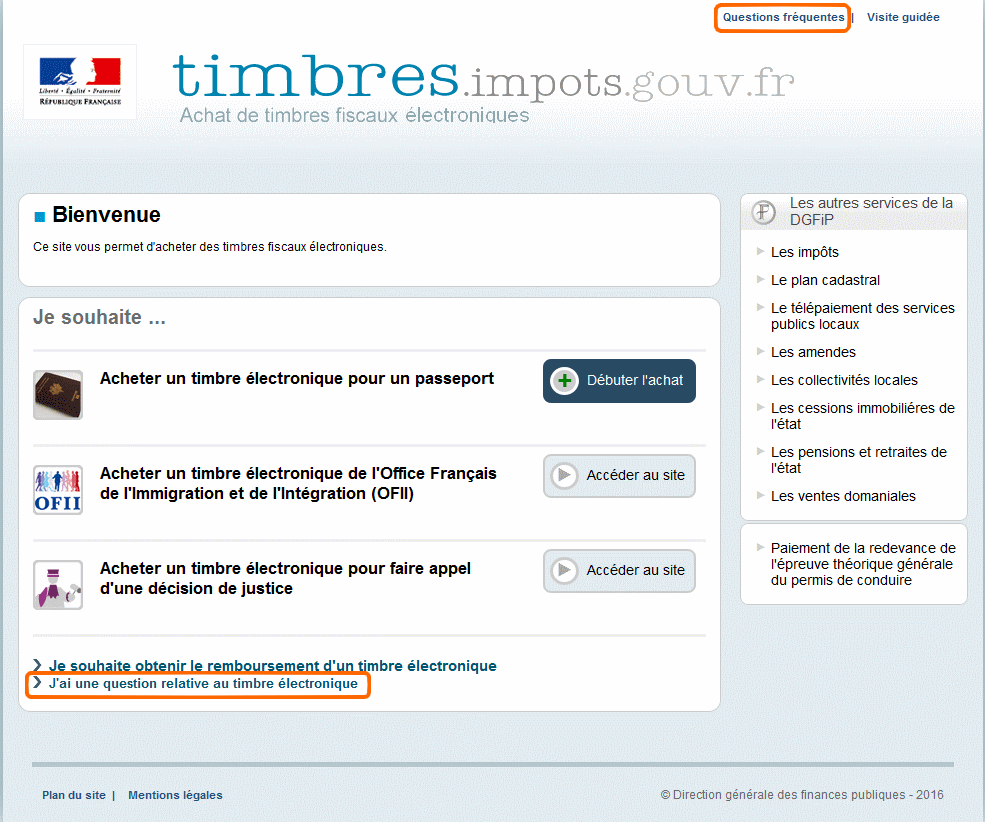 Questions fréquentes | Visite guidée
Liberté • Égalité • Fraternité
RÉPUBLIQUE FRANÇAISE
timbres.impots.gouv.fr
Achat de timbres fiscaux électroniques
Bienvenue
Ce site vous permet d'acheter des timbres fiscaux électroniques.
Je souhaite ...
Acheter un timbre électronique pour un passeport
Débuter l'achat
OFII
Acheter un timbre électronique de l'Office Français
de l'Immigration et de l'Intégration (OFII)
Accéder au site
Acheter un timbre électronique pour faire appel
d'une décision de justice
Accéder au site
Je souhaite obtenir le remboursement d'un timbre électronique
J'ai une question relative au timbre électronique
Les autres services de la
DGFiP
Les impôts
Le plan cadastral
Le télépaiement des services
publics locaux
Les amendes
Les collectivités locales
Les cessions immobiliéres de
l'état
Les pensions et retraites de
l'état
Les ventes domaniales
Paiement de la redevance de
l'épreuve théorique générale
du permis de conduire
Plan du site | Mentions légales
© Direction générale des finances publiques - 2016